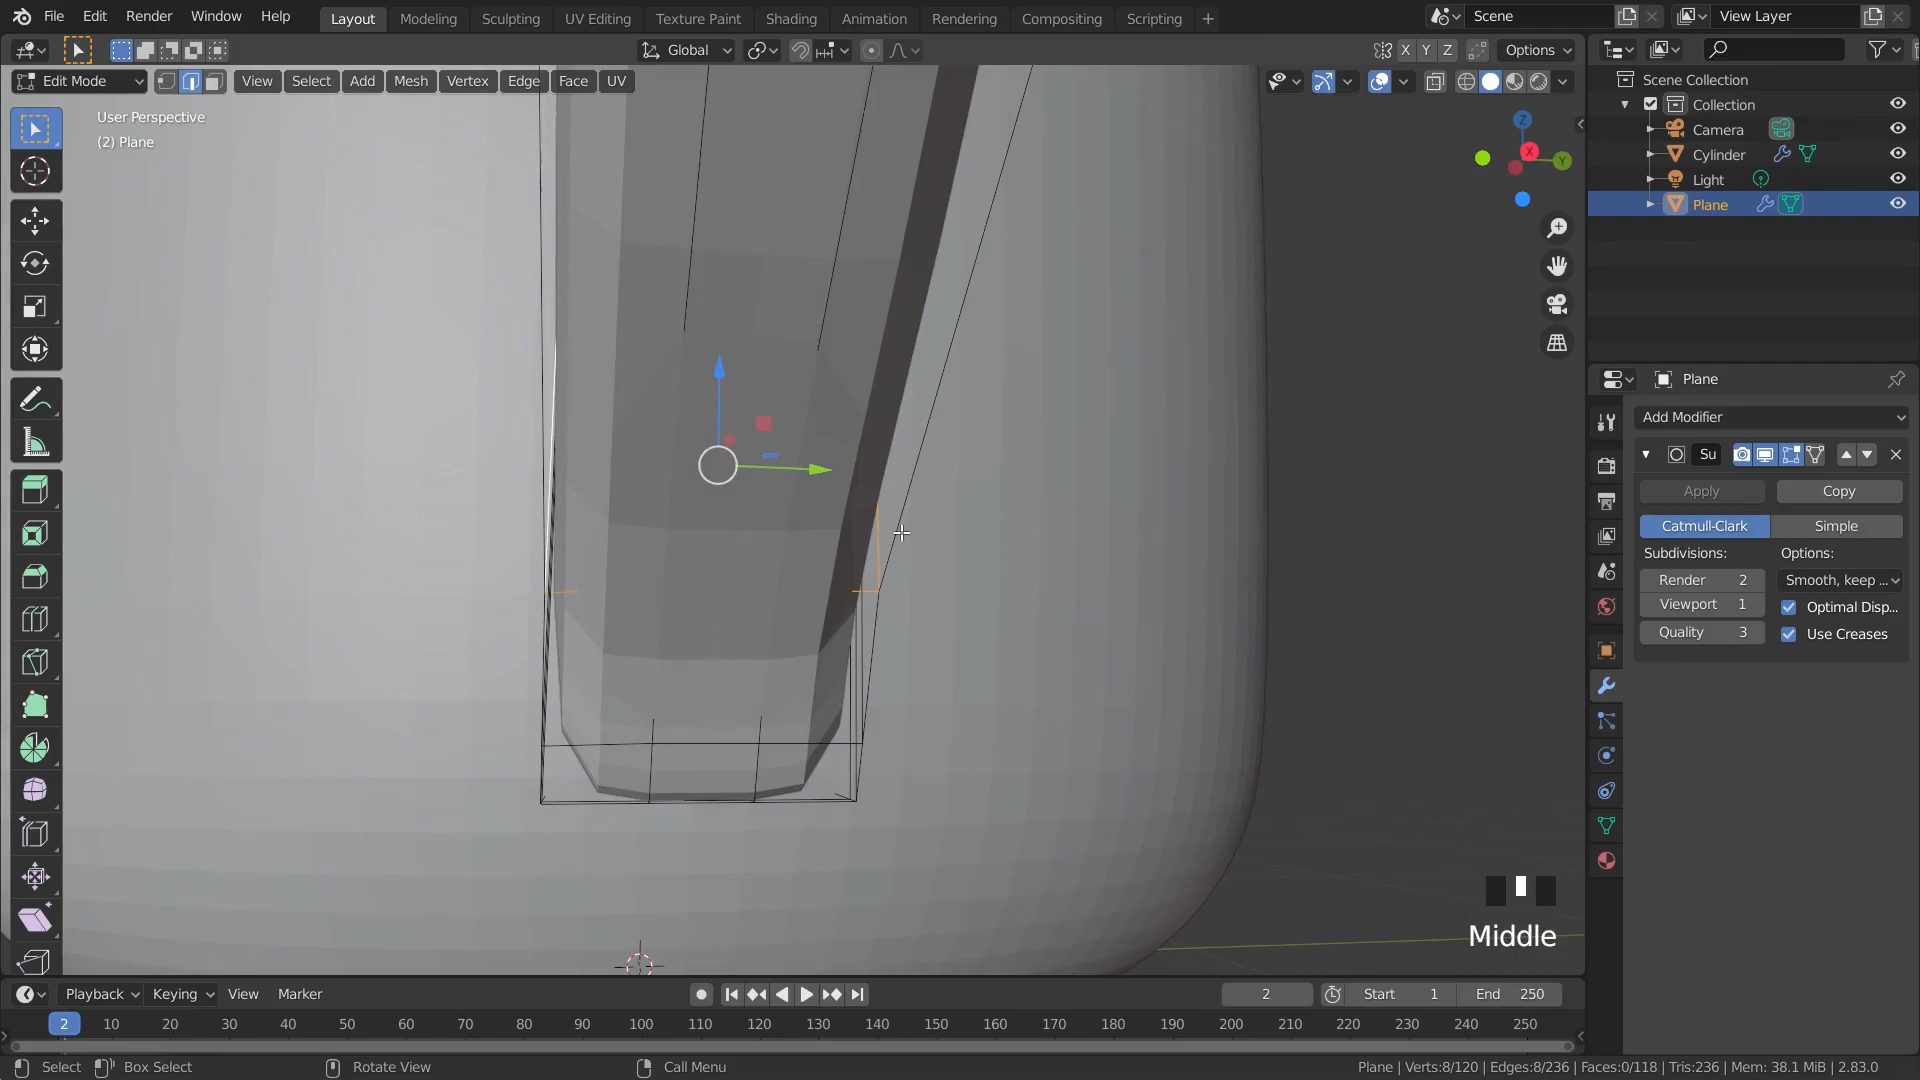 File Edit Render Window Help Layout Modeling Sculpting UV Editing Texture Paint Shading Animation Rendering Compositing Scripting + Scene View Layer
Global X Y Z Options
Edit Mode View Select Add Mesh Vertex Edge Face UV
User Perspective
(2) Plane
Z
X
Y
Scene Collection
Collection
Camera
Cylinder
Light
Plane
Plane
Add Modifier
Su
Apply Copy
Catmull-Clark Simple
Subdivisions: Options:
Render 2 Smooth, keep ...
Viewport 1 Optimal Disp...
Quality 3 Use Creases
Middle
Playback Keying View Marker 2 Start 1 End 250
2 10 20 30 40 50 60 70 80 90 100 110 120 130 140 150 160 170 180 190 200 210 220 230 240 250
Select Box Select Rotate View Call Menu Plane | Verts:8/120 | Edges:8/236 | Faces:0/118 | Tris:236 | Mem: 38.1 MiB | 2.83.0